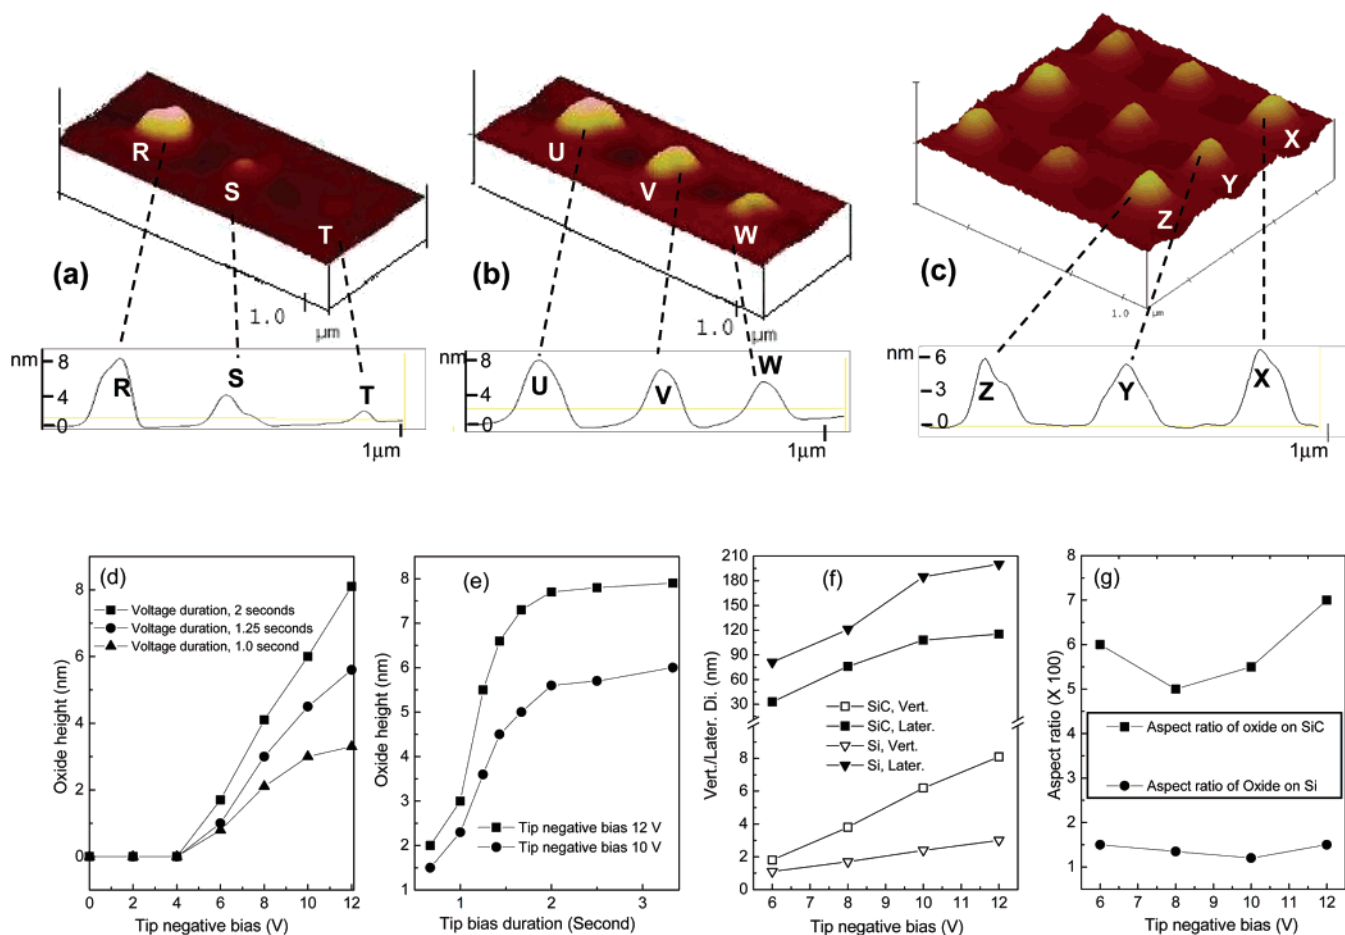 R
S
T
(a)
1.0
μm
U
V
W
(b)
1.0
μm
X
Y
Z
(c)
1.0
μm
nm
8
4
0
R
S
T
1μm
nm
8
4
0
U
V
W
1μm
nm
6
3
0
Z
Y
X
1μm
(d)
Voltage duration, 2 seconds
Voltage duration, 1.25 seconds
Voltage duration, 1.0 second
Oxide height (nm)
8
6
4
2
0
0 2 4 6 8 10 12
Tip negative bias (V)
(e)
Oxide height (nm)
8
7
6
5
4
3
2
1
Tip negative bias 12 V
Tip negative bias 10 V
1 2 3
Tip bias duration (Second)
(f)
Vert./Later. Di. (nm)
210
180
150
120
90
60
30
8
6
4
2
0
SiC, Vert.
SiC, Later.
Si, Vert.
Si, Later.
6 7 8 9 10 11 12
Tip negative bias (V)
(g)
Aspect ratio (X 100)
8
7
6
5
4
3
2
1
Aspect ratio of oxide on SiC
Aspect ratio of Oxide on Si
6 7 8 9 10 11 12
Tip negative bias (V)